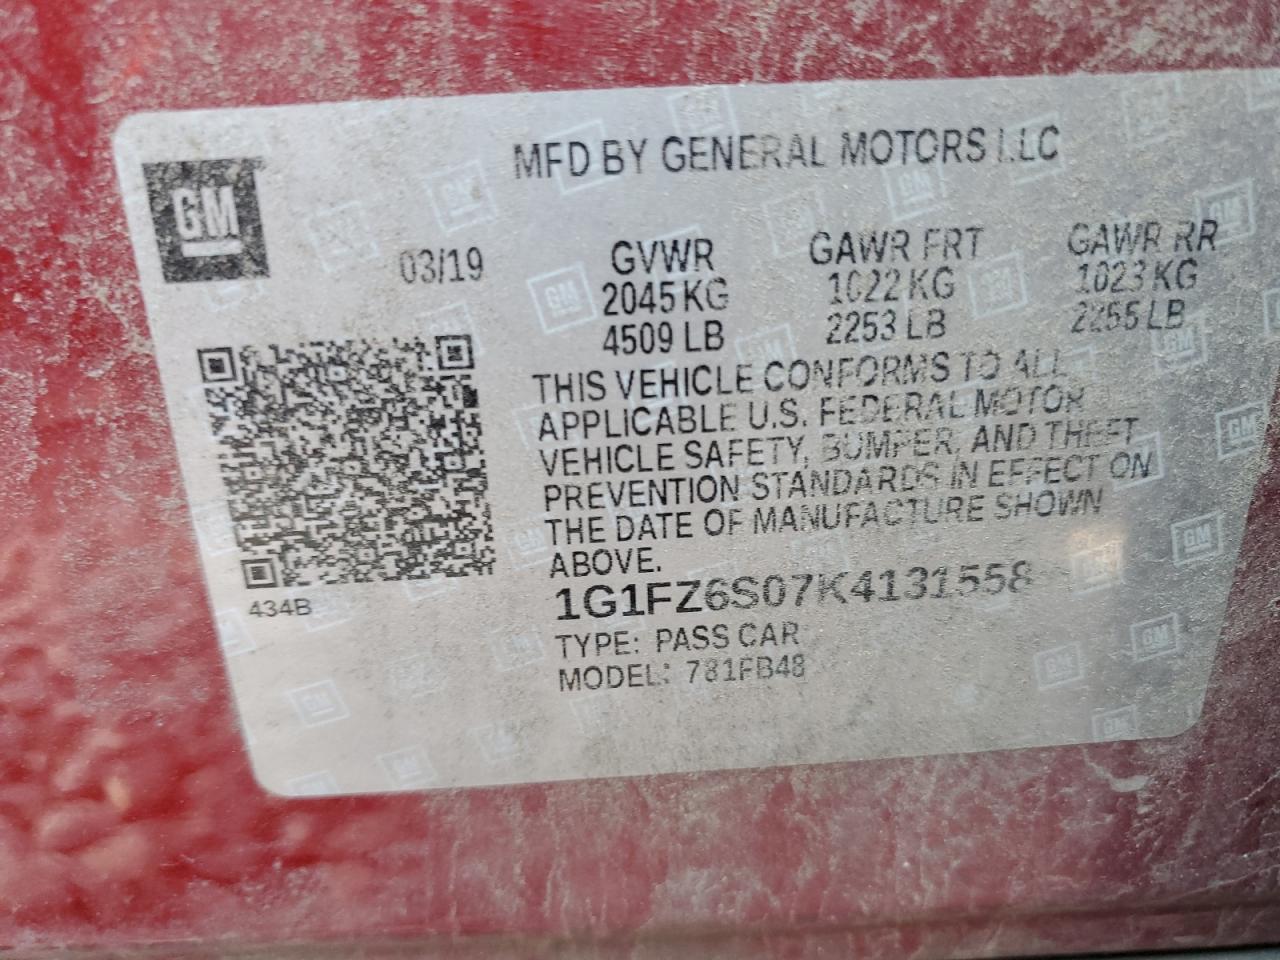 MFD BY GENERAL MOTORS LLC
GM
03/19
GVWR
2045 KG
4509 LB
GAWR FRT
1022 KG
2253 LB
GAWR RR
1023 KG
2255 LB
THIS VEHICLE CONFORMS TO ALL
APPLICABLE U.S. FEDERAL MOTOR
VEHICLE SAFETY, BUMPER, AND THEFT
PREVENTION STANDARDS IN EFFECT ON
THE DATE OF MANUFACTURE SHOWN
ABOVE.
434B
1G1FZ6S07K4131558
TYPE: PASS CAR
MODEL: 781FB48